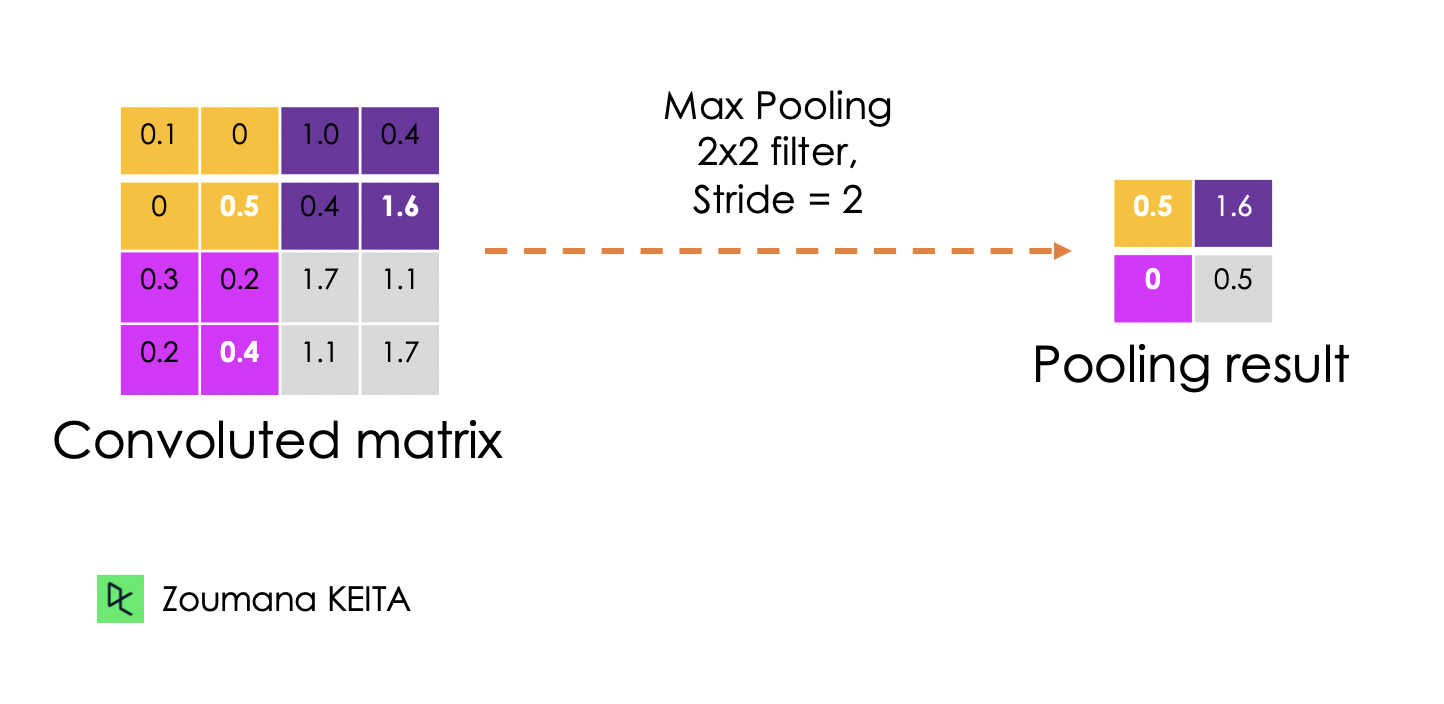 0.1 0 1.0 0.4
0 0.5 0.4 1.6
0.3 0.2 1.7 1.1
0.2 0.4 1.1 1.7
Convoluted matrix
Max Pooling
2x2 filter,
Stride = 2
0.5 1.6
0 0.5
Pooling result
Zoumana KEITA